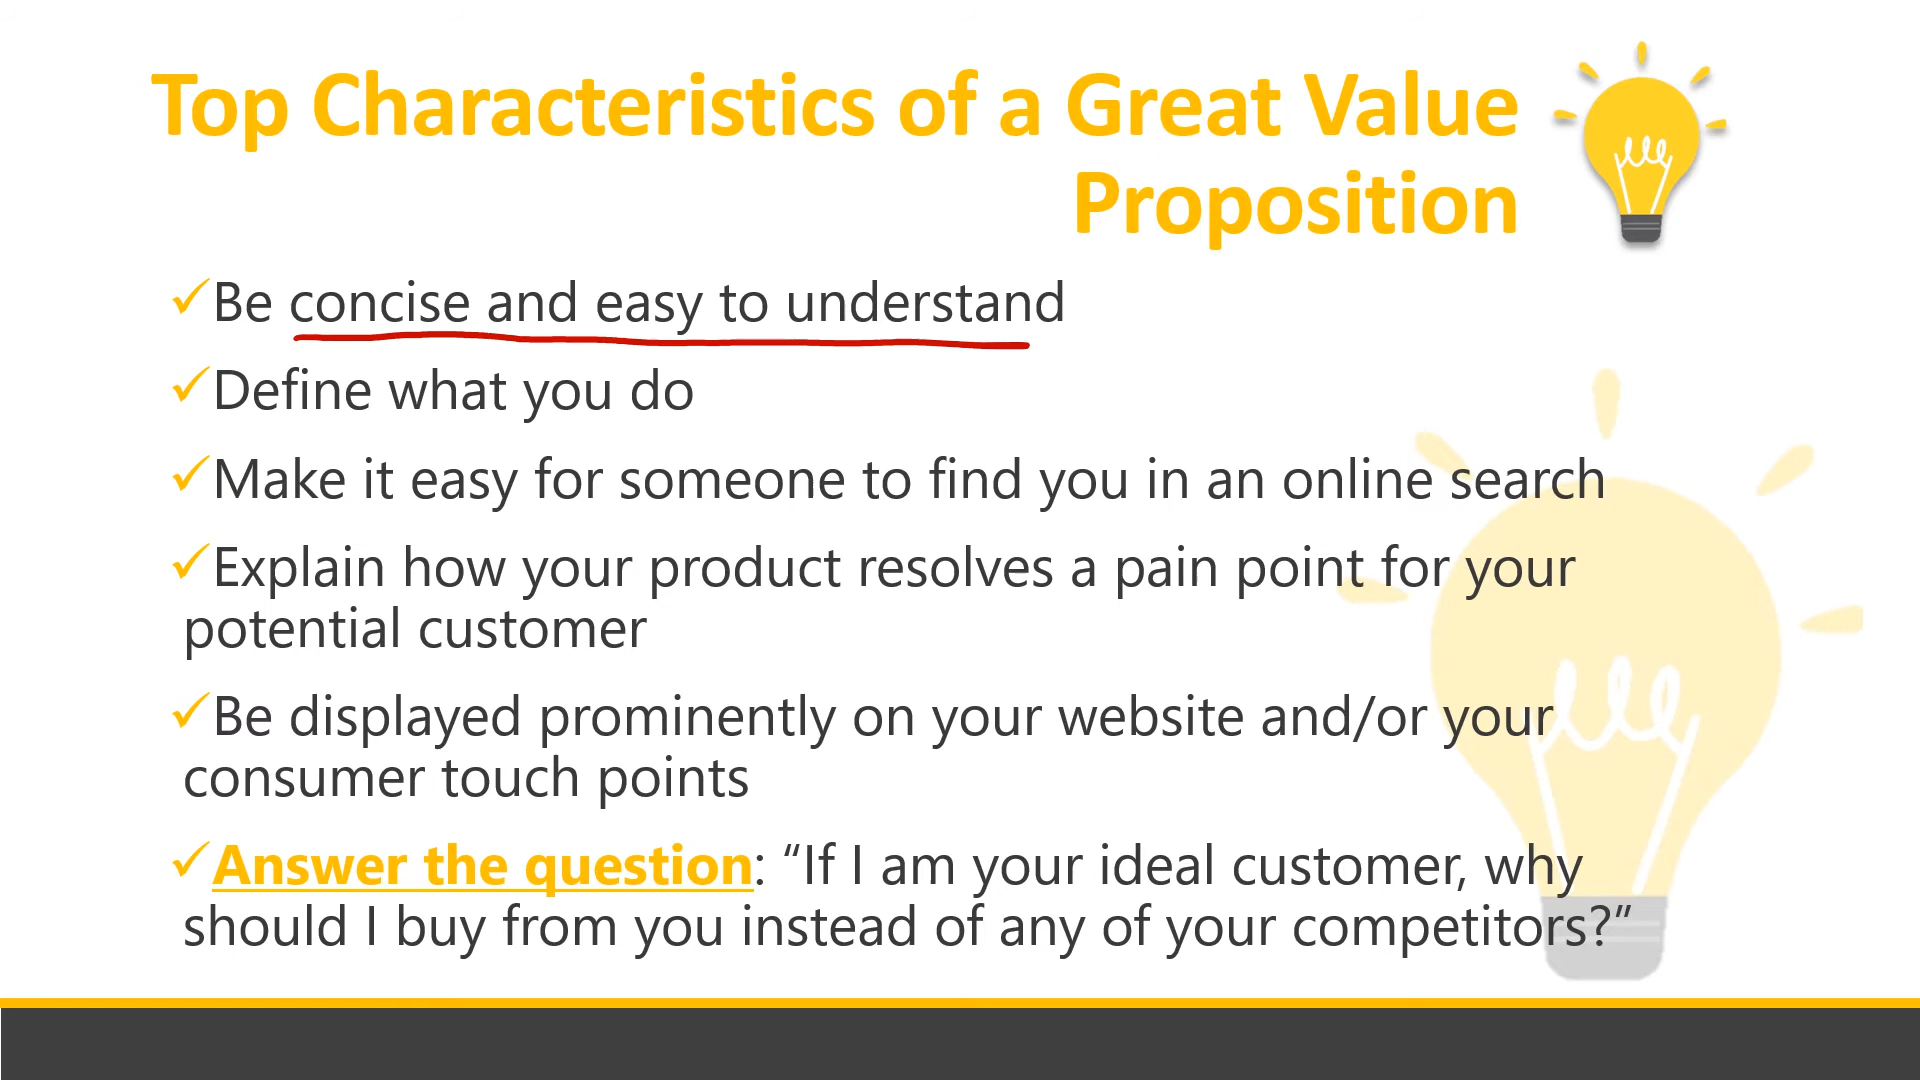 Top Characteristics of a Great Value
Proposition
✓Be concise and easy to understand
✓Define what you do
✓Make it easy for someone to find you in an online search
✓Explain how your product resolves a pain point for your
potential customer
✓Be displayed prominently on your website and/or your
consumer touch points
✓Answer the question: “If I am your ideal customer, why
should I buy from you instead of any of your competitors?”